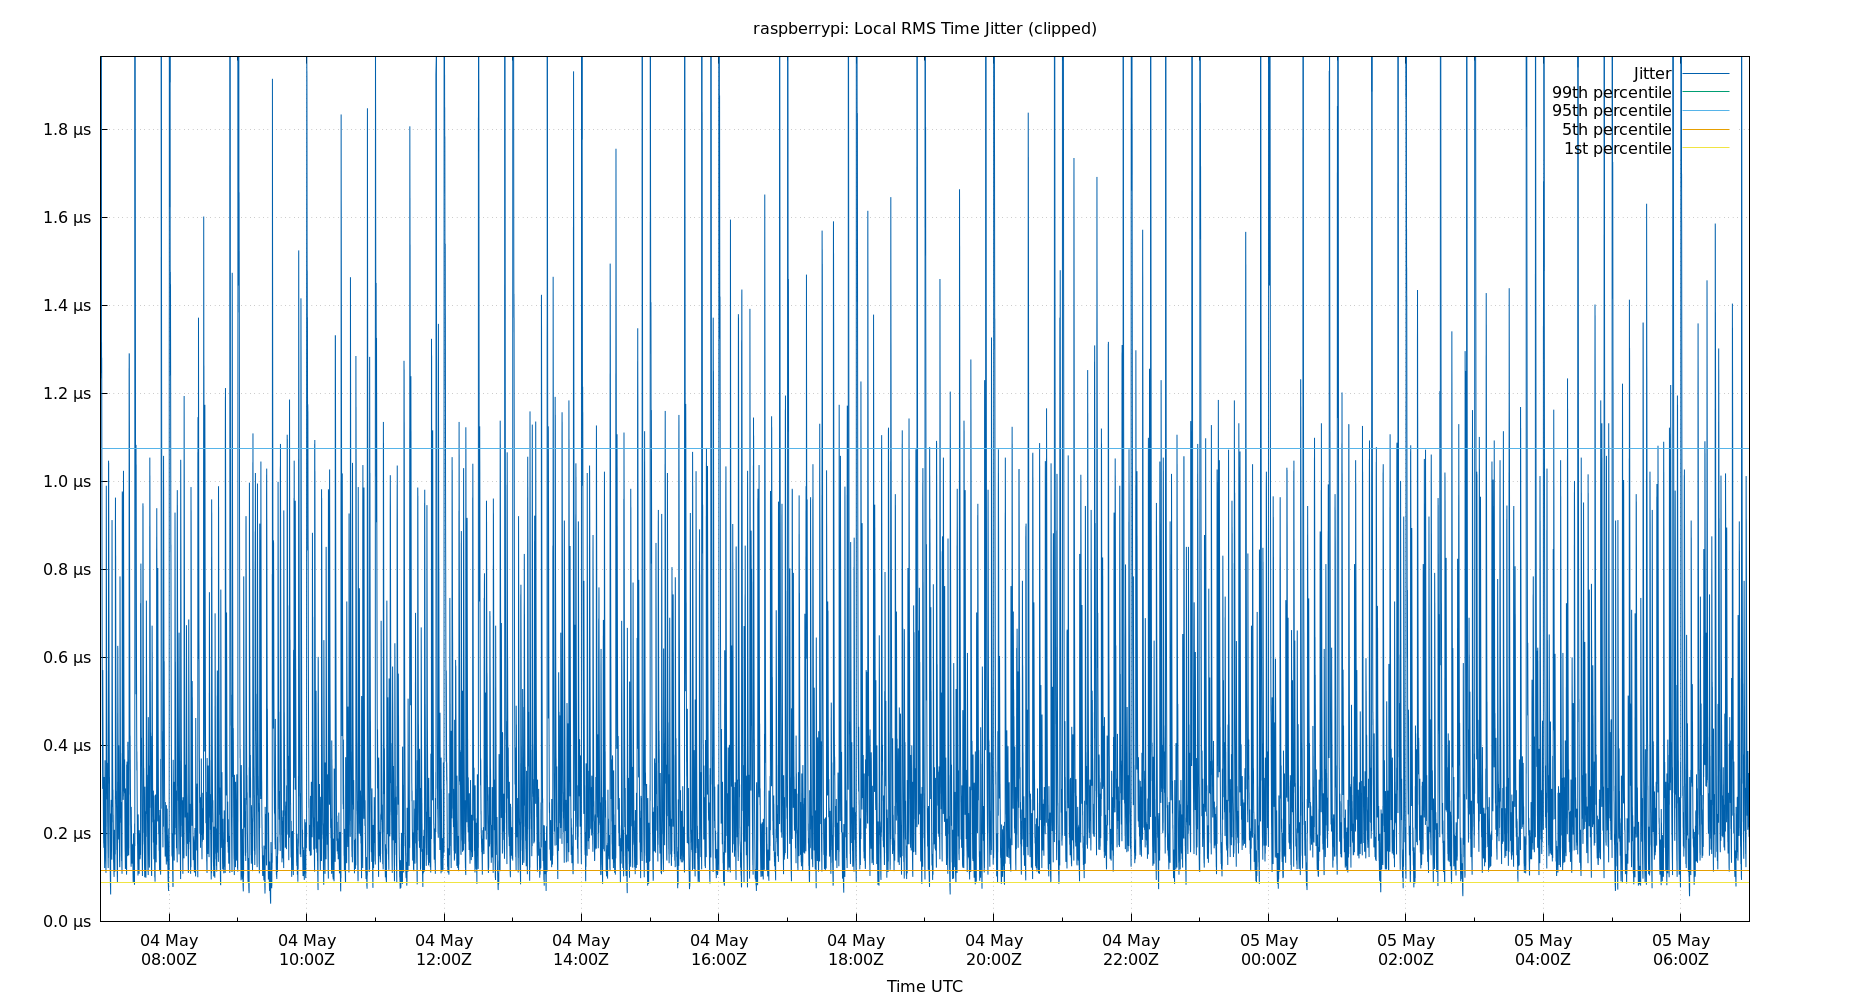 raspberrypi: Local RMS Time Jitter (clipped)
Jitter
99th percentile
95th percentile
5th percentile
1st percentile
1.8 µs
1.6 µs
1.4 µs
1.2 µs
1.0 µs
0.8 µs
0.6 µs
0.4 µs
0.2 µs
0.0 µs
04 May 04 May 04 May 04 May 04 May 04 May 04 May 04 May 05 May 05 May 05 May 05 May
08:00Z 10:00Z 12:00Z 14:00Z 16:00Z 18:00Z 20:00Z 22:00Z 00:00Z 02:00Z 04:00Z 06:00Z
Time UTC